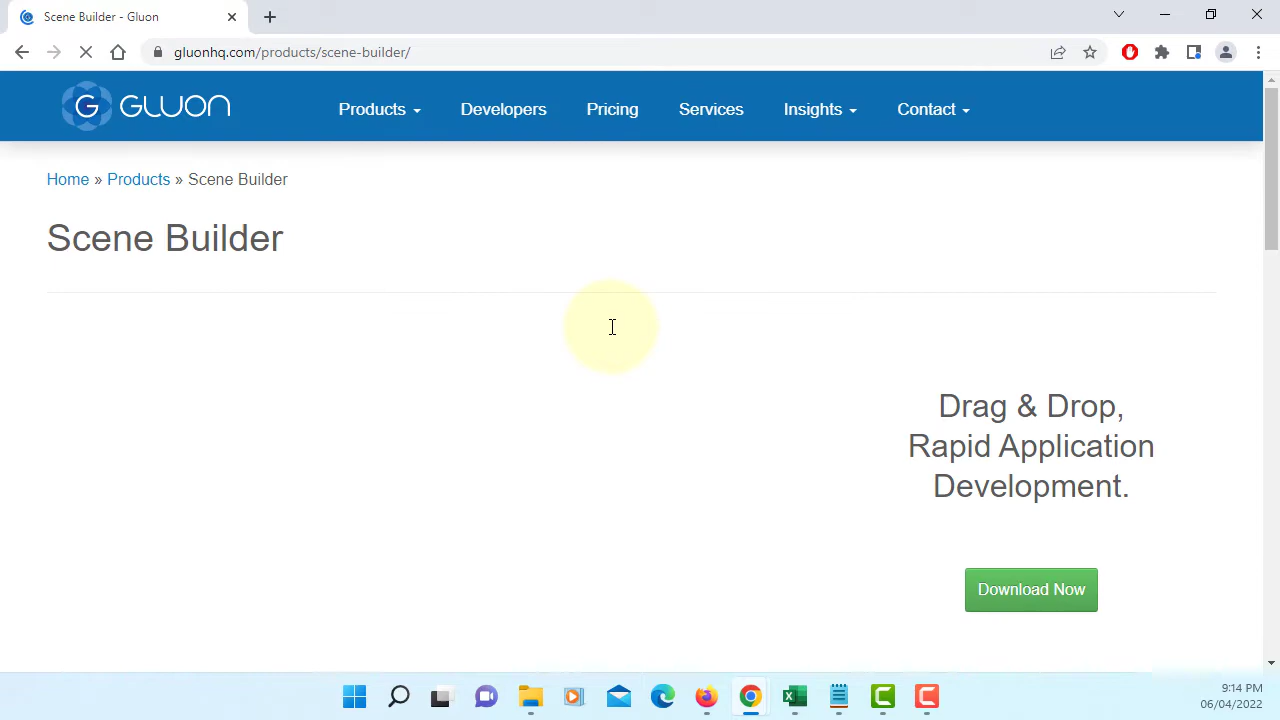 Scene Builder - Gluon
gluonhq.com/products/scene-builder/
G GLUON
Products
Developers
Pricing
Services
Insights
Contact
Home » Products » Scene Builder
Scene Builder
Drag & Drop,
Rapid Application
Development.
Download Now
9:14 PM
06/04/2022